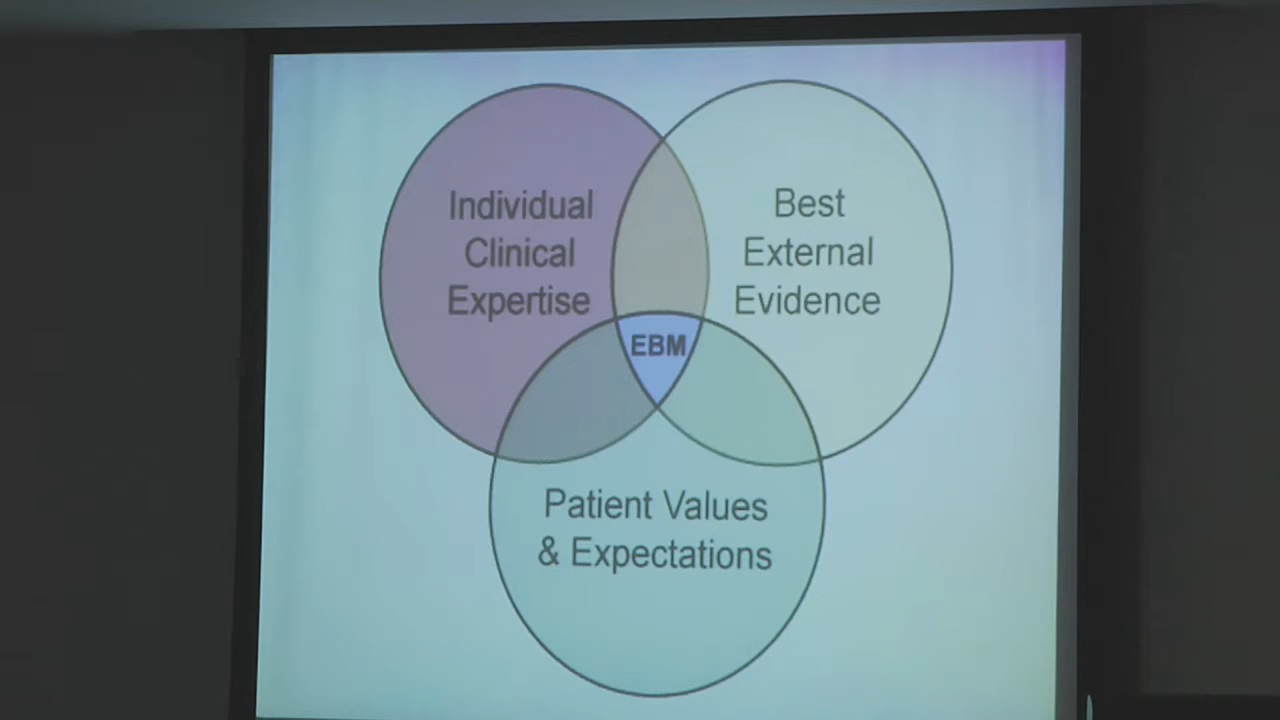 Individual
Clinical
Expertise
Best
External
Evidence
EBM
Patient Values
& Expectations